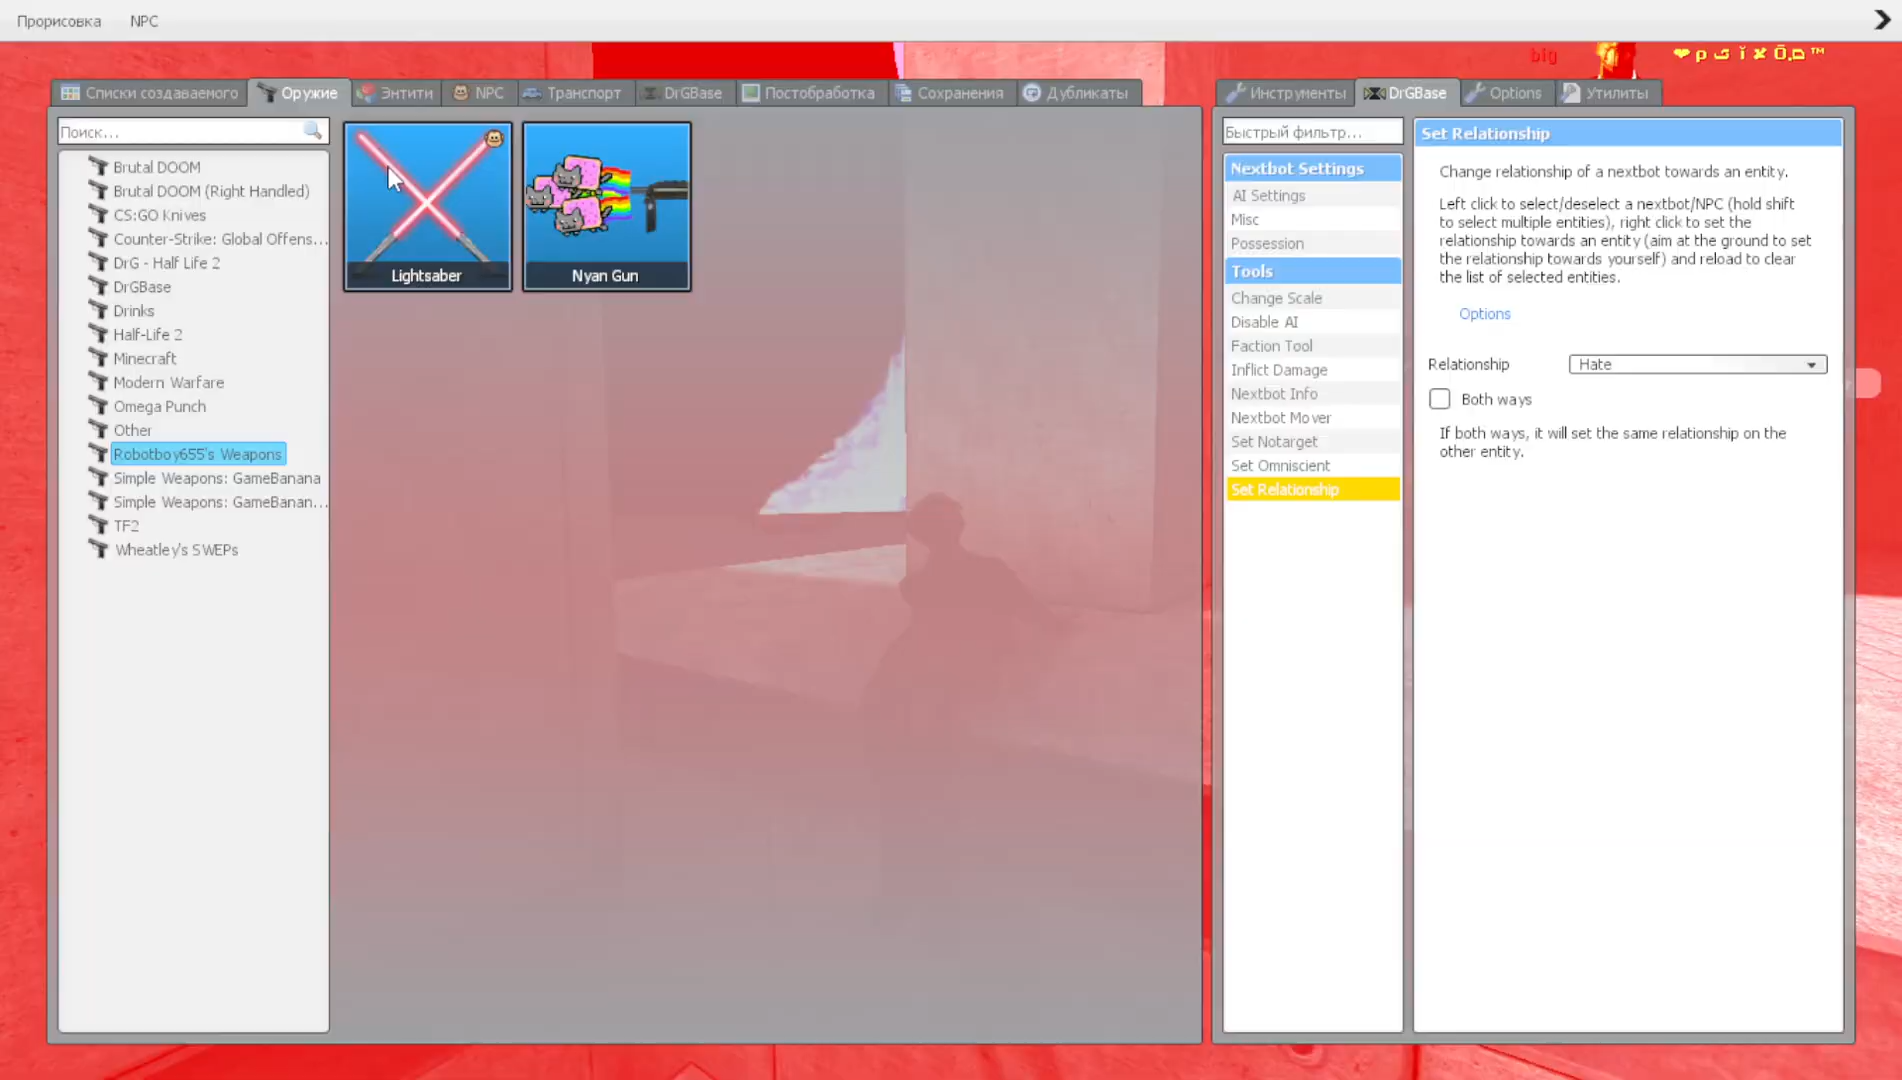 Прорисовка NPC
big ❤
Списки создаваемого Оружие Энтити NPC Транспорт DrGBase Постобработка Сохранения Дубликаты
Инструменты DrGBase Options Утилиты
Поиск...
Brutal DOOM
Brutal DOOM (Right Handled)
CS:GO Knives
Counter-Strike: Global Offens...
DrG - Half Life 2
DrGBase
Drinks
Half-Life 2
Minecraft
Modern Warfare
Omega Punch
Other
Robotboy655's Weapons
Simple Weapons: GameBanana
Simple Weapons: GameBanan...
TF2
Wheatley's SWEPs
Lightsaber
Nyan Gun
Быстрый фильтр...
Nextbot Settings
AI Settings
Misc
Possession
Tools
Change Scale
Disable AI
Faction Tool
Inflict Damage
Nextbot Info
Nextbot Mover
Set Notarget
Set Omniscient
Set Relationship
Set Relationship
Change relationship of a nextbot towards an entity.
Left click to select/deselect a nextbot/NPC (hold shift
to select multiple entities), right click to set the
relationship towards an entity (aim at the ground to set
the relationship towards yourself) and reload to clear
the list of selected entities.
Options
Relationship Hate
Both ways
If both ways, it will set the same relationship on the
other entity.